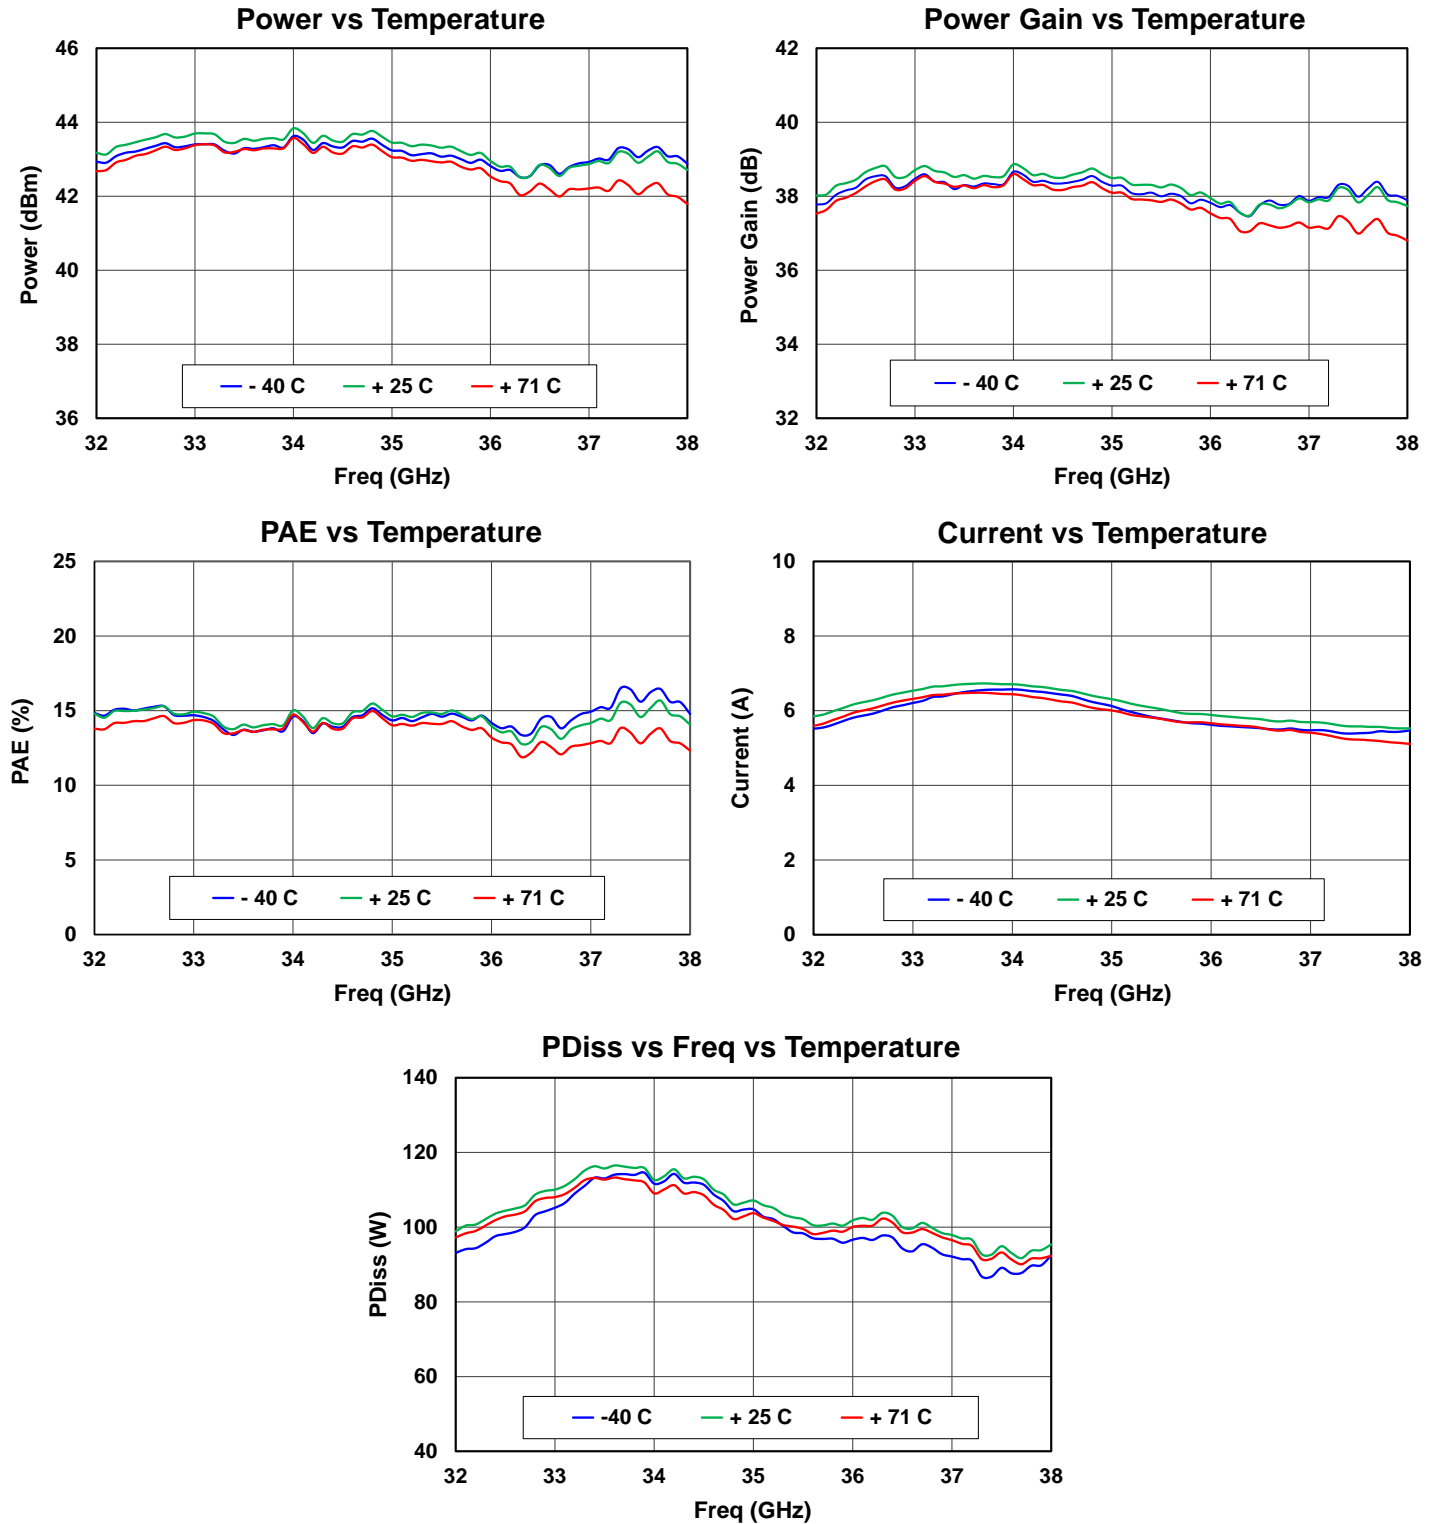 Power vs Temperature
46
44
42
40
38
36
Power (dBm)
- 40 C + 25 C + 71 C
32 33 34 35 36 37 38
Freq (GHz)
Power Gain vs Temperature
42
40
38
36
34
32
Power Gain (dB)
- 40 C + 25 C + 71 C
32 33 34 35 36 37 38
Freq (GHz)
PAE vs Temperature
25
20
15
10
5
0
PAE (%)
- 40 C + 25 C + 71 C
32 33 34 35 36 37 38
Freq (GHz)
Current vs Temperature
10
8
6
4
2
0
Current (A)
- 40 C + 25 C + 71 C
32 33 34 35 36 37 38
Freq (GHz)
PDiss vs Freq vs Temperature
140
120
100
80
60
40
PDiss (W)
-40 C + 25 C + 71 C
32 33 34 35 36 37 38
Freq (GHz)